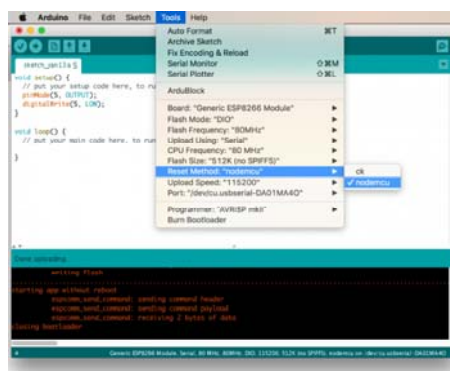 Arduino File Edit Sketch Tools Help
Auto Format ⌘T
Archive Sketch
Fix Encoding & Reload
Serial Monitor ⇧⌘M
Serial Plotter ⇧⌘L
ArduBlock
Board: "Generic ESP8266 Module"
Flash Mode: "DIO"
Flash Frequency: "80MHz"
Upload Using: "Serial"
CPU Frequency: "80 MHz"
Flash Size: "512K (no SPIFFS)"
Reset Method: "nodemcu"
ck
✓ nodemcu
Upload Speed: "115200"
Port: "/dev/cu.usbserial-DA01MA4O"
Programmer: "AVRISP mkII"
Burn Bootloader
void setup() {
// put your setup code here, to ru
pinMode(5, OUTPUT);
digitalWrite(5, LOW);
}
void loop() {
// put your main code here, to run
Done uploading.
writing flash
starting app without reboot
espcomm_send_command: sending command header
espcomm_send_command: sending command payload
espcomm_send_command: receiving 2 bytes of data
closing bootloader